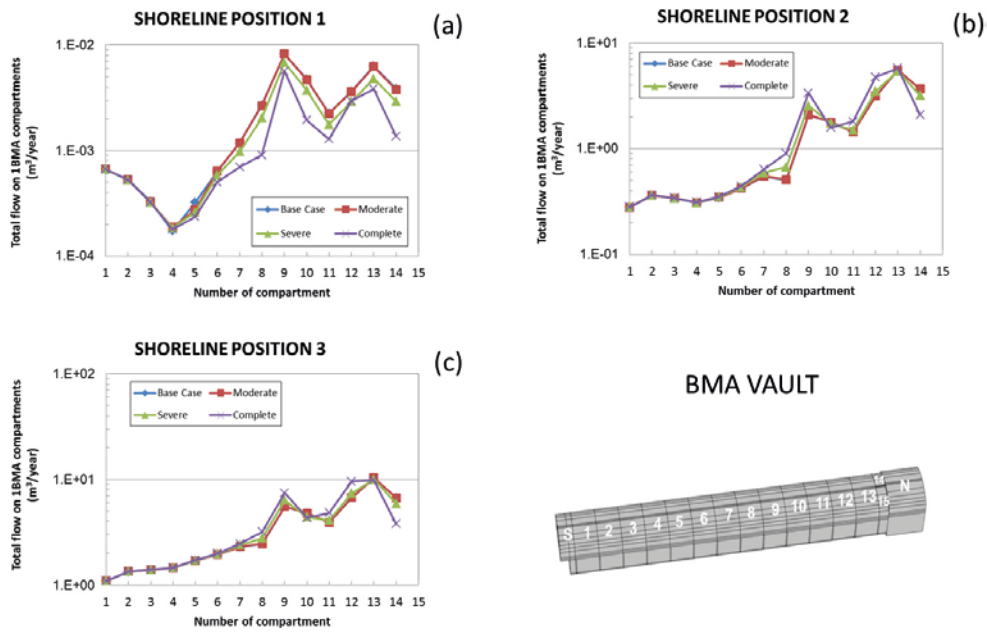 SHORELINE POSITION 1
(a)
Total flow on 1BMA compartments
(m³/year)
1.E-02
1.E-03
1.E-04
Base Case Moderate
Severe Complete
1 2 3 4 5 6 7 8 9 10 11 12 13 14 15
Number of compartment
SHORELINE POSITION 2
(b)
Total flow on 1BMA compartments
(m³/year)
1.E+01
1.E+00
1.E-01
Base Case Moderate
Severe Complete
1 2 3 4 5 6 7 8 9 10 11 12 13 14 15
Number of compartment
SHORELINE POSITION 3
(c)
Total flow on 1BMA compartments
(m³/year)
1.E+02
1.E+01
1.E+00
Base Case Moderate
Severe Complete
1 2 3 4 5 6 7 8 9 10 11 12 13 14 15
Number of compartment
BMA VAULT
S 1 2 3 4 5 6 7 8 9 10 11 12 13 14 15 N